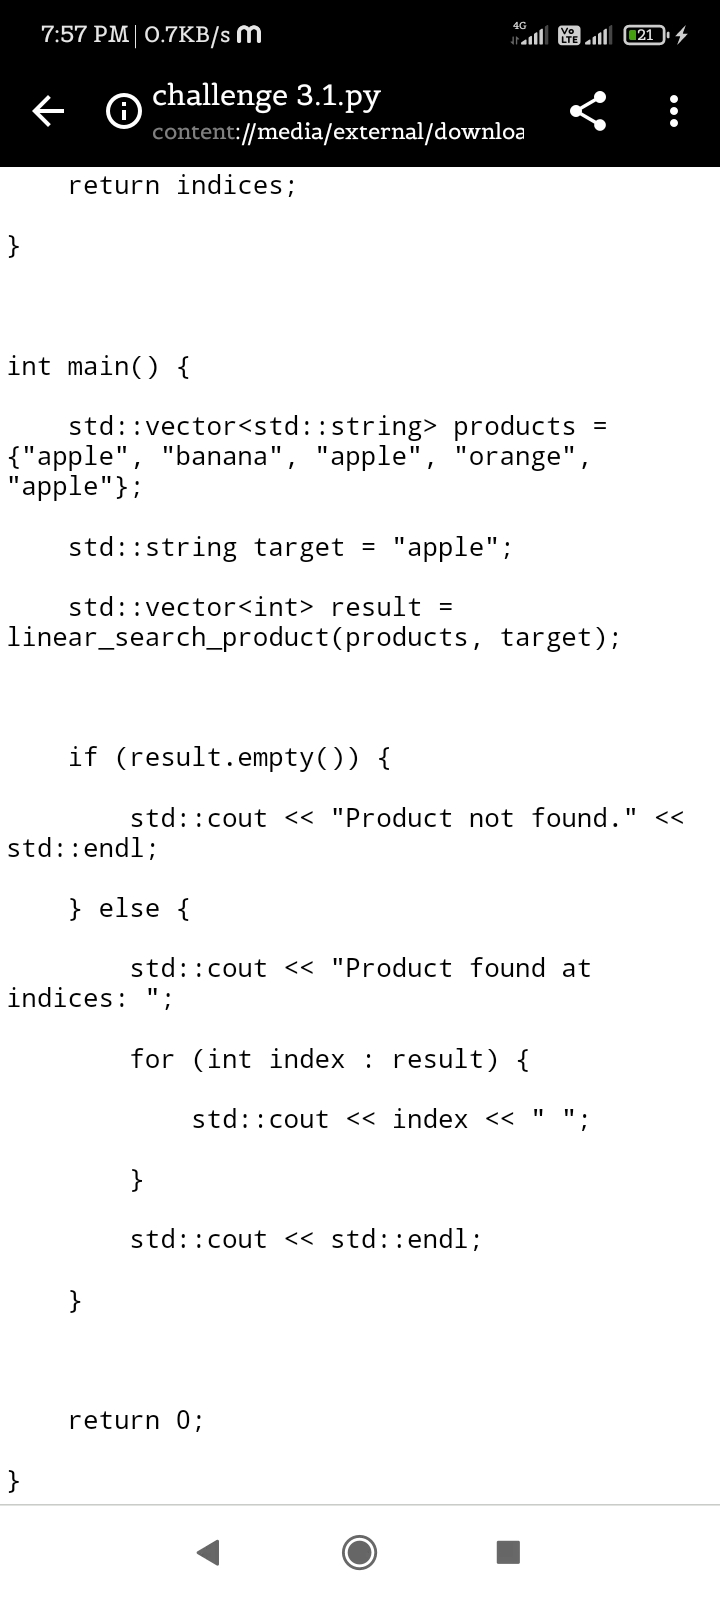 7:57 PM | 0.7KB/s m 4G Vo LTE 21
challenge 3.1.py
content://media/external/downloa
    return indices;
}
int main() {
    std::vector<std::string> products =
{"apple", "banana", "apple", "orange",
"apple"};
    std::string target = "apple";
    std::vector<int> result =
linear_search_product(products, target);
    if (result.empty()) {
        std::cout << "Product not found." <<
std::endl;
    } else {
        std::cout << "Product found at
indices: ";
        for (int index : result) {
            std::cout << index << " ";
        }
        std::cout << std::endl;
    }
    return 0;
}